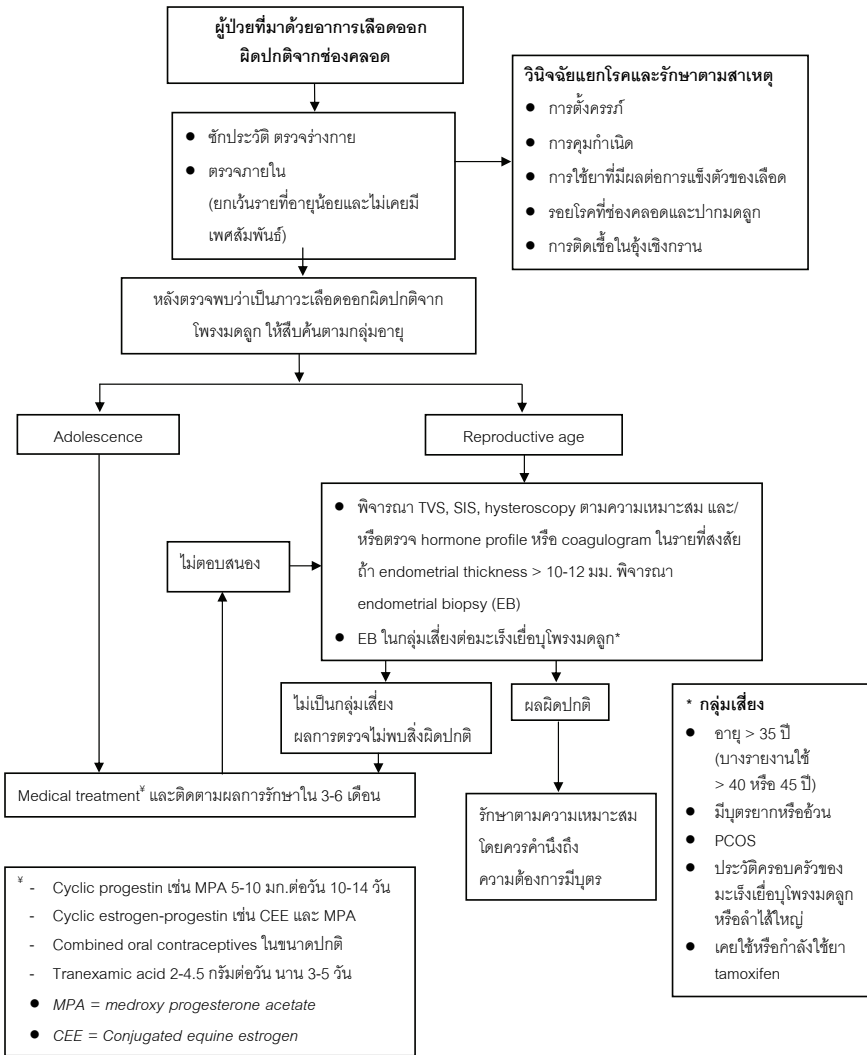 ผู้ป่วยที่มาด้วยอาการเลือดออก
ผิดปกติจากช่องคลอด
วินิจฉัยแยกโรคและรักษาตามสาเหตุ
● การตั้งครรภ์
● การคุมกำเนิด
● การใช้ยาที่มีผลต่อการแข็งตัวของเลือด
● รอยโรคที่ช่องคลอดและปากมดลูก
● การติดเชื้อในอุ้งเชิงกราน
● ซักประวัติ ตรวจร่างกาย
● ตรวจภายใน
(ยกเว้นรายที่อายุน้อยและไม่เคยมี
เพศสัมพันธ์)
หลังตรวจพบว่าเป็นภาวะเลือดออกผิดปกติจาก
โพรงมดลูก ให้สืบค้นตามกลุ่มอายุ
Adolescence
Reproductive age
● พิจารณา TVS, SIS, hysteroscopy ตามความเหมาะสม และ/
หรือตรวจ hormone profile หรือ coagulogram ในรายที่สงสัย
ถ้า endometrial thickness > 10-12 มม. พิจารณา
endometrial biopsy (EB)
● EB ในกลุ่มเสี่ยงต่อมะเร็งเยื่อบุโพรงมดลูก*
ไม่ตอบสนอง
ไม่เป็นกลุ่มเสี่ยง
ผลการตรวจไม่พบสิ่งผิดปกติ
ผลผิดปกติ
Medical treatment¥ และติดตามผลการรักษาใน 3-6 เดือน
รักษาตามความเหมาะสม
โดยควรคำนึงถึง
ความต้องการมีบุตร
* กลุ่มเสี่ยง
● อายุ > 35 ปี
(บางรายงานใช้
> 40 หรือ 45 ปี)
● มีบุตรยากหรืออ้วน
● PCOS
● ประวัติครอบครัวของ
มะเร็งเยื่อบุโพรงมดลูก
หรือลำไส้ใหญ่
● เคยใช้หรือกำลังใช้ยา
tamoxifen
¥ - Cyclic progestin เช่น MPA 5-10 มก.ต่อวัน 10-14 วัน
- Cyclic estrogen-progestin เช่น CEE และ MPA
- Combined oral contraceptives ในขนาดปกติ
- Tranexamic acid 2-4.5 กรัมต่อวัน นาน 3-5 วัน
● MPA = medroxy progesterone acetate
● CEE = Conjugated equine estrogen